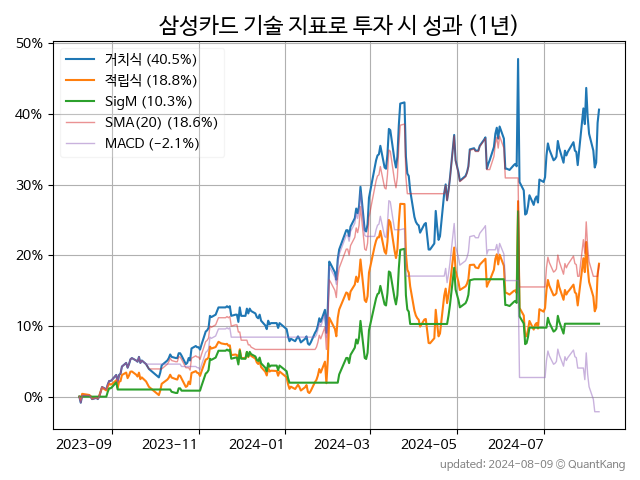 삼성카드 기술 지표로 투자 시 성과 (1년)
50%
40%
30%
20%
10%
0%
거치식 (40.5%)
적립식 (18.8%)
SigM (10.3%)
SMA(20) (18.6%)
MACD (−2.1%)
2023-09
2023-11
2024-01
2024-03
2024-05
2024-07
updated: 2024-08-09 © QuantKang